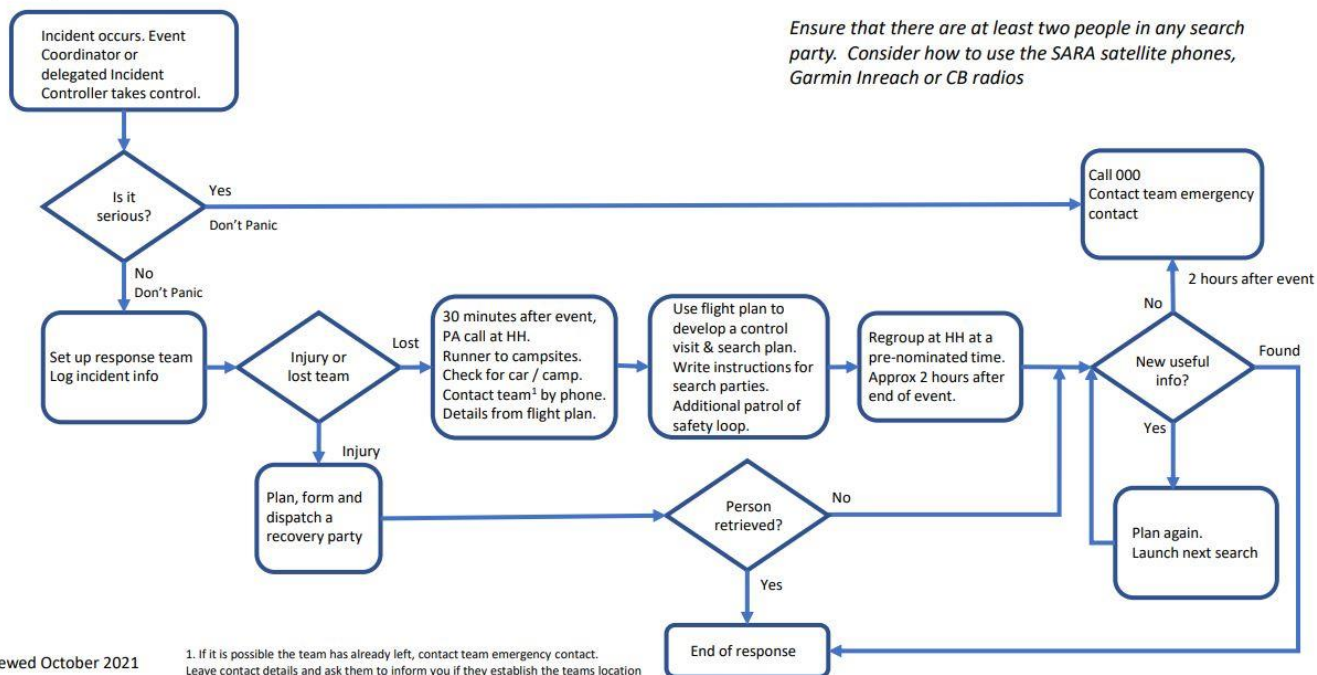 Incident occurs. Event
Coordinator or
delegated Incident
Controller takes control.
Ensure that there are at least two people in any search
party. Consider how to use the SARA satellite phones,
Garmin Inreach or CB radios
Is it
serious?
Yes
Don’t Panic
Call 000
Contact team emergency
contact
No
Don’t Panic
2 hours after event
No
Set up response team
Log incident info
Injury or
lost team
Lost
30 minutes after event,
PA call at HH.
Runner to campsites.
Check for car / camp.
Contact team¹ by phone.
Details from flight plan.
Use flight plan to
develop a control
visit & search plan.
Write instructions for
search parties.
Additional patrol of
safety loop.
Regroup at HH at a
pre-nominated time.
Approx 2 hours after
end of event.
New useful
info?
Found
Yes
Injury
Plan, form and
dispatch a
recovery party
Person
retrieved?
No
Plan again.
Launch next search
Yes
End of response
ewed October 2021
1. If it is possible the team has already left, contact team emergency contact.
Leave contact details and ask them to inform you if they establish the teams location